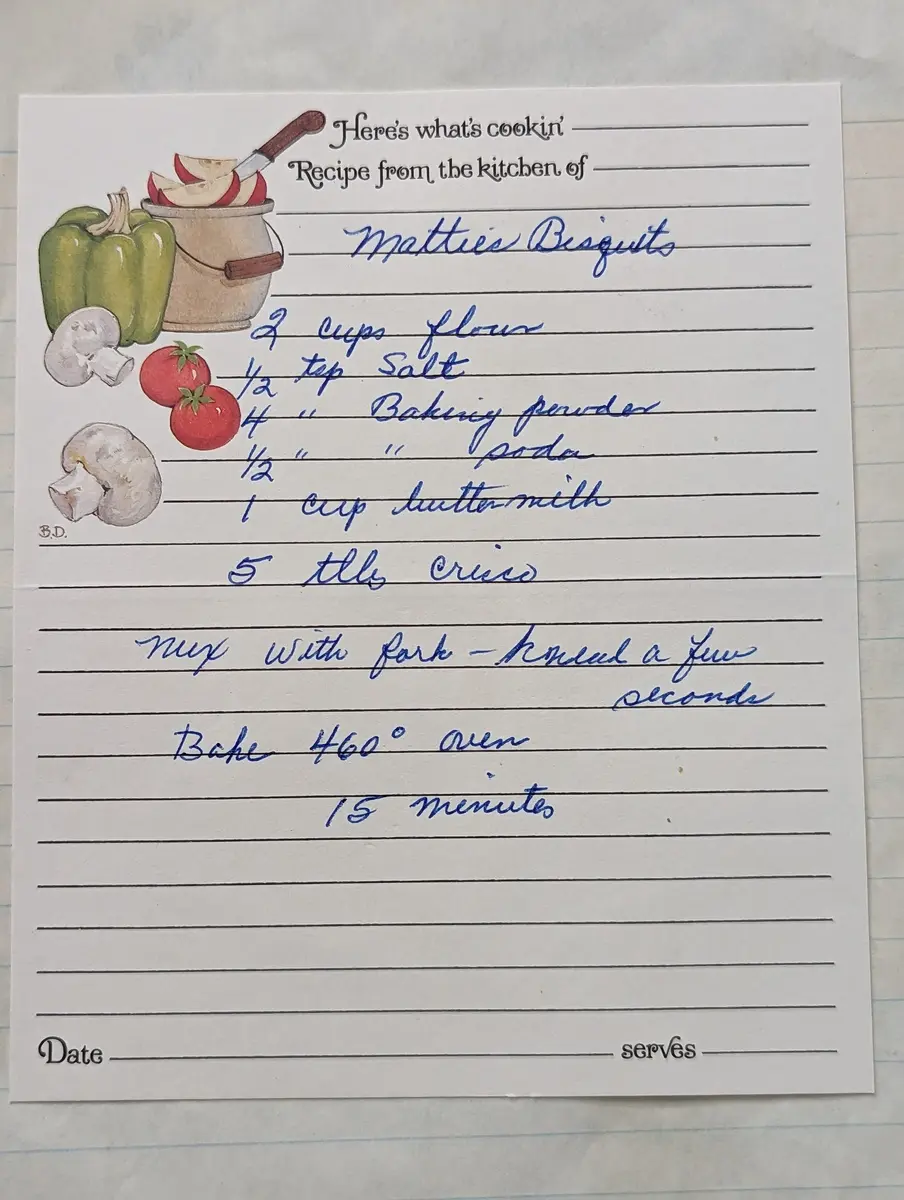 Here's what's cookin'
Recipe from the kitchen of
Mattie's Bisquits
2 cups flour
1/2 tsp Salt
4 " Baking powder
1/2 " " soda
1 cup buttermilk
5 tbls crisco
Mix with fork - knead a few
seconds
Bake 460° oven
15 minutes
B.D.
Date
serves